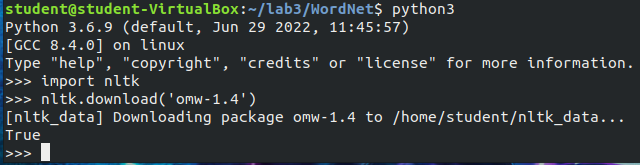 student@student-VirtualBox:~/lab3/WordNet$ python3
Python 3.6.9 (default, Jun 29 2022, 11:45:57)
[GCC 8.4.0] on linux
Type "help", "copyright", "credits" or "license" for more information.
>>> import nltk
>>> nltk.download('omw-1.4')
[nltk_data] Downloading package omw-1.4 to /home/student/nltk_data...
True
>>>